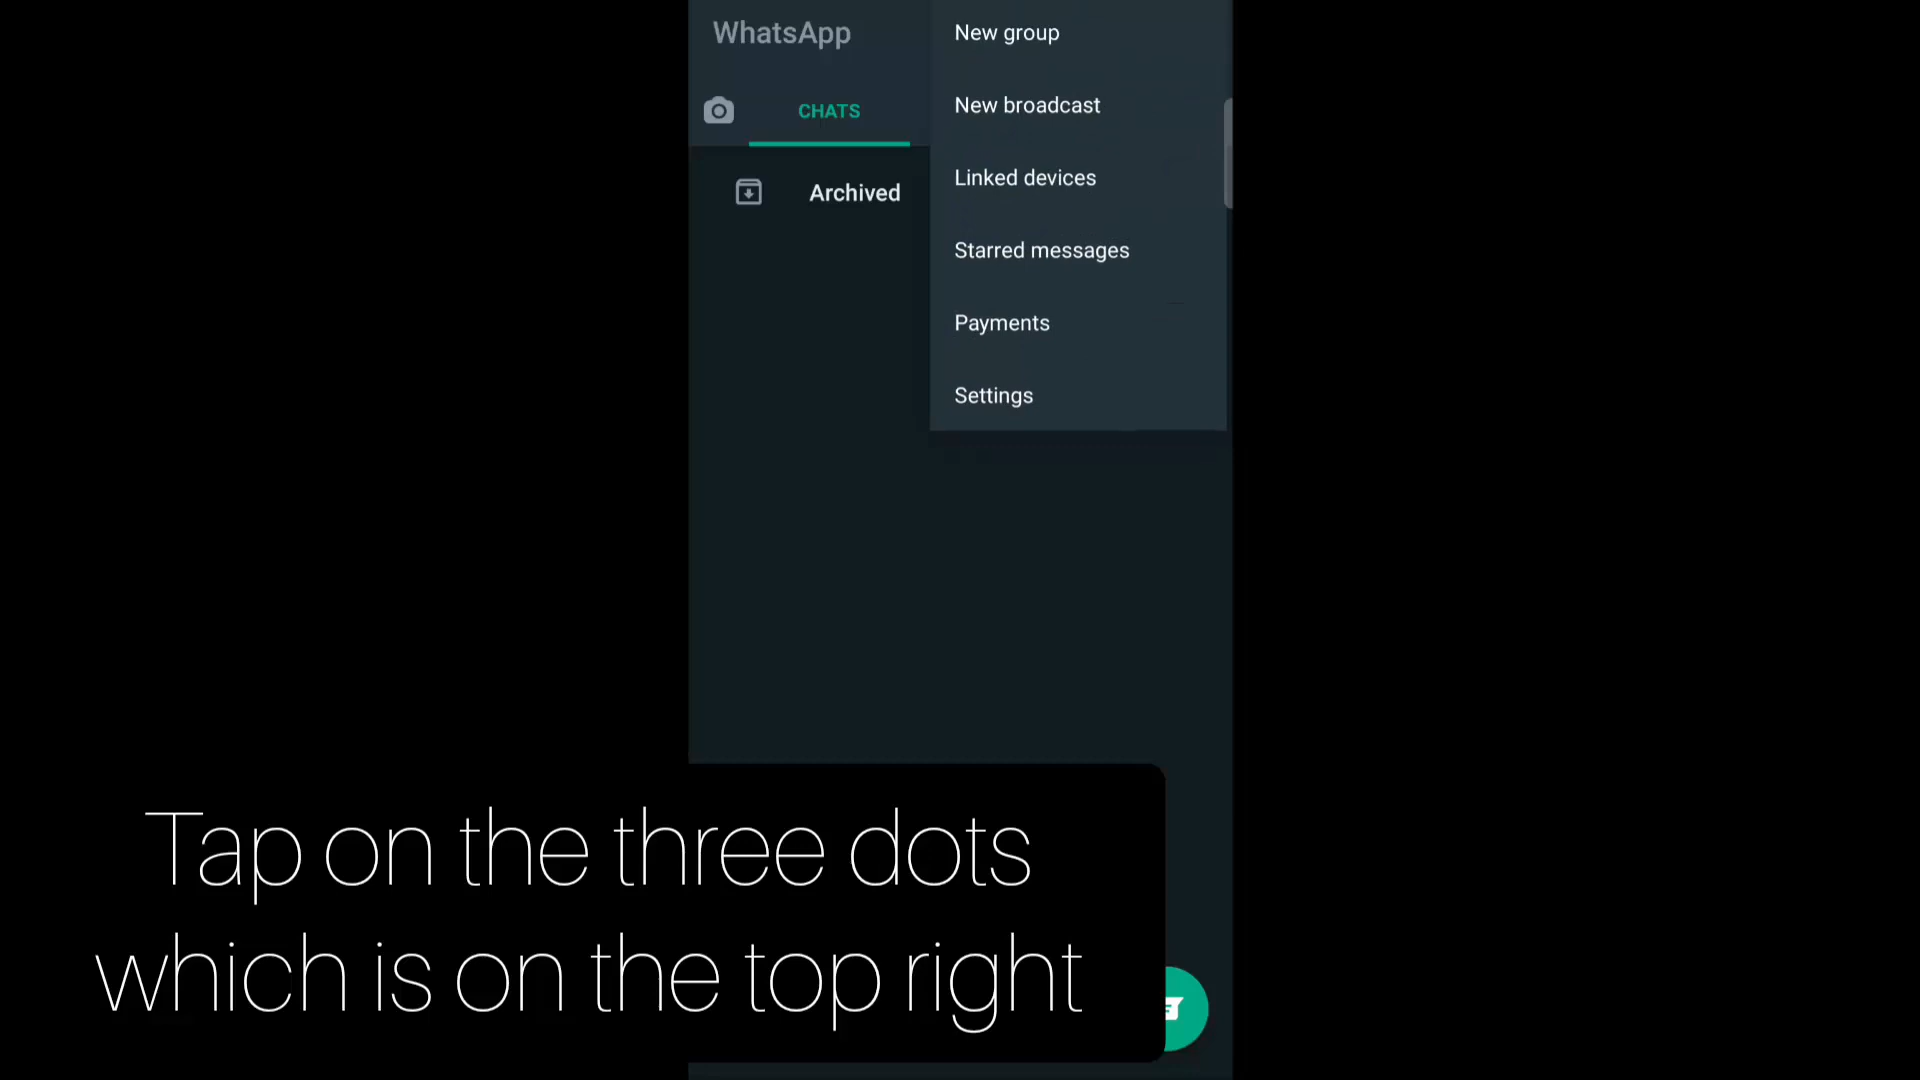 WhatsApp
New group
New broadcast
CHATS
Linked devices
Archived
Starred messages
Payments
Settings
Tap on the three dots
which is on the top right